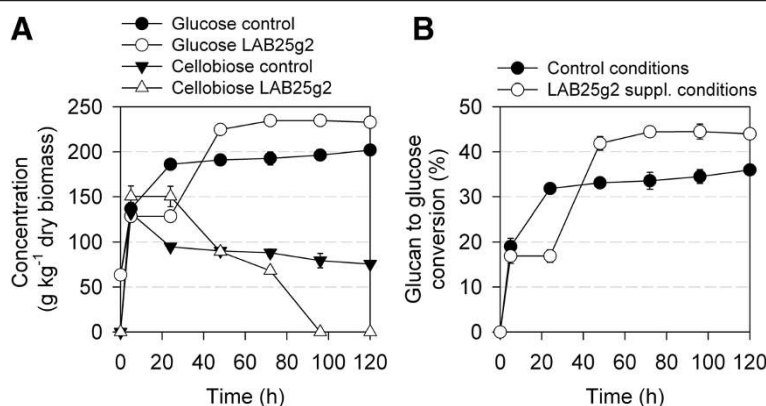 A
Glucose control
Glucose LAB25g2
Cellobiose control
Cellobiose LAB25g2
Concentration
(g kg⁻¹ dry biomass)
250
200
150
100
50
0
0 20 40 60 80 100 120
Time (h)
B
Control conditions
LAB25g2 suppl. conditions
Glucan to glucose
conversion (%)
50
40
30
20
10
0
0 20 40 60 80 100 120
Time (h)